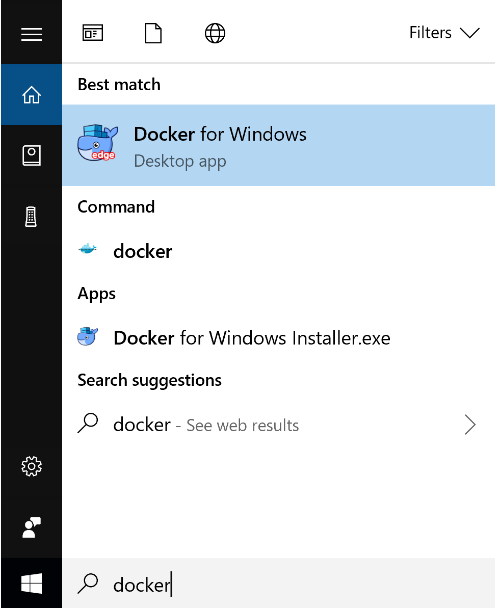 Filters
Best match
Docker for Windows
Desktop app
edge
Command
docker
Apps
Docker for Windows Installer.exe
Search suggestions
docker - See web results
docker